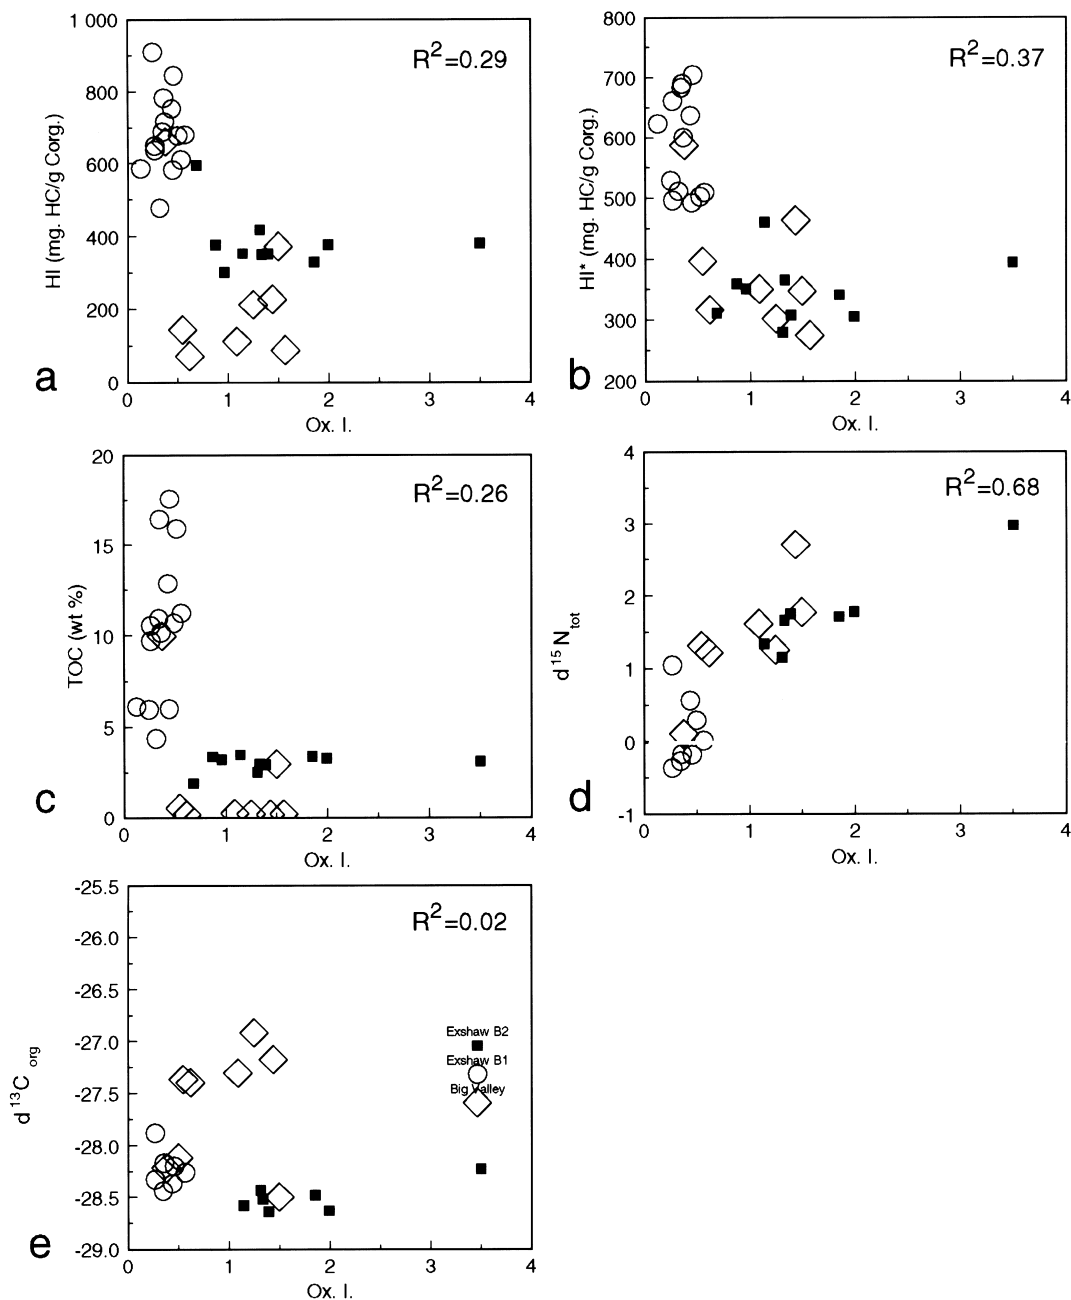 R2=0.29
1 000
800
600
400
200
0
HI (mg. HC/g Corg.)
0 1 2 3 4
Ox. I.
a
R2=0.37
800
700
600
500
400
300
200
HI* (mg. HC/g Corg.)
0 1 2 3 4
Ox. I.
b
R2=0.26
20
15
10
5
0
TOC (wt %)
0 1 2 3 4
Ox. I.
c
R2=0.68
4
3
2
1
0
-1
d15Ntot
0 1 2 3 4
Ox. I.
d
R2=0.02
-25.5
-26.0
-26.5
-27.0
-27.5
-28.0
-28.5
-29.0
d13C org
Exshaw B2
Exshaw B1
Big Valley
0 1 2 3 4
Ox. I.
e